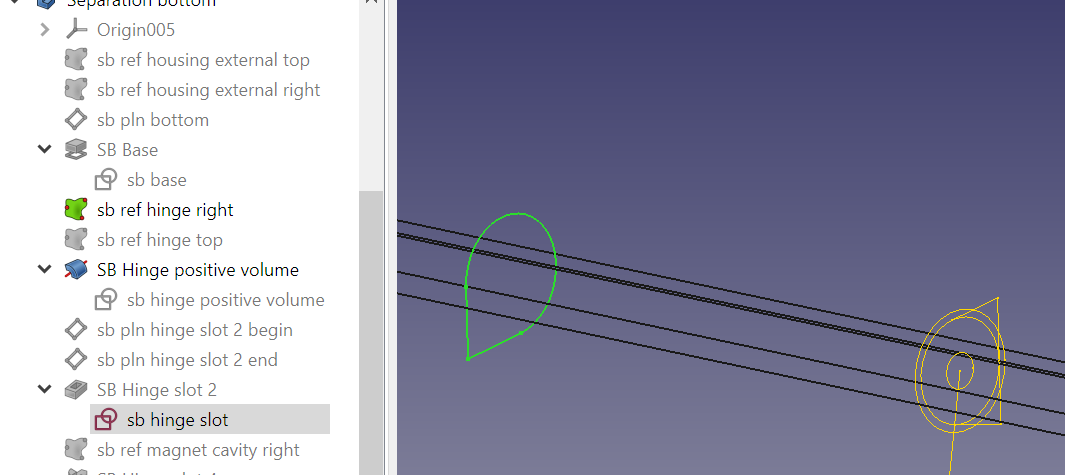 Separation bottom
Origin005
sb ref housing external top
sb ref housing external right
sb pln bottom
SB Base
sb base
sb ref hinge right
sb ref hinge top
SB Hinge positive volume
sb hinge positive volume
sb pln hinge slot 2 begin
sb pln hinge slot 2 end
SB Hinge slot 2
sb hinge slot
sb ref magnet cavity right